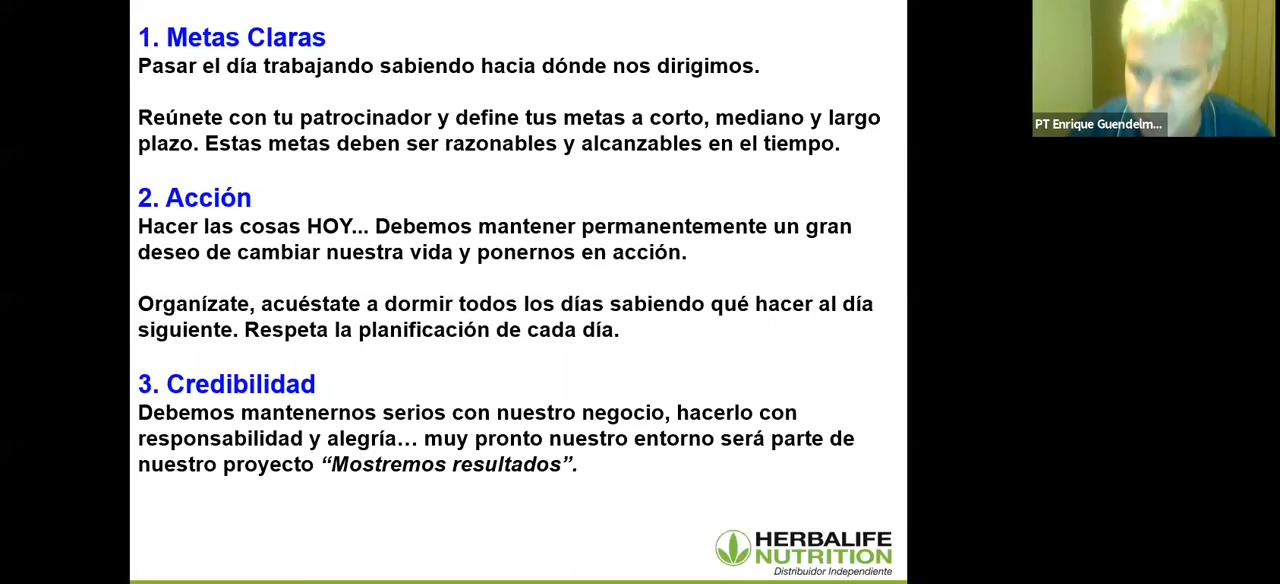 1. Metas Claras
Pasar el día trabajando sabiendo hacia dónde nos dirigimos.
Reúnete con tu patrocinador y define tus metas a corto, mediano y largo
plazo. Estas metas deben ser razonables y alcanzables en el tiempo.
2. Acción
Hacer las cosas HOY... Debemos mantener permanentemente un gran
deseo de cambiar nuestra vida y ponernos en acción.
Organízate, acuéstate a dormir todos los días sabiendo qué hacer al día
siguiente. Respeta la planificación de cada día.
3. Credibilidad
Debemos mantenernos serios con nuestro negocio, hacerlo con
responsabilidad y alegría… muy pronto nuestro entorno será parte de
nuestro proyecto “Mostremos resultados”.
HERBALIFE
NUTRITION
Distribuidor Independiente
PT Enrique Guendelm...